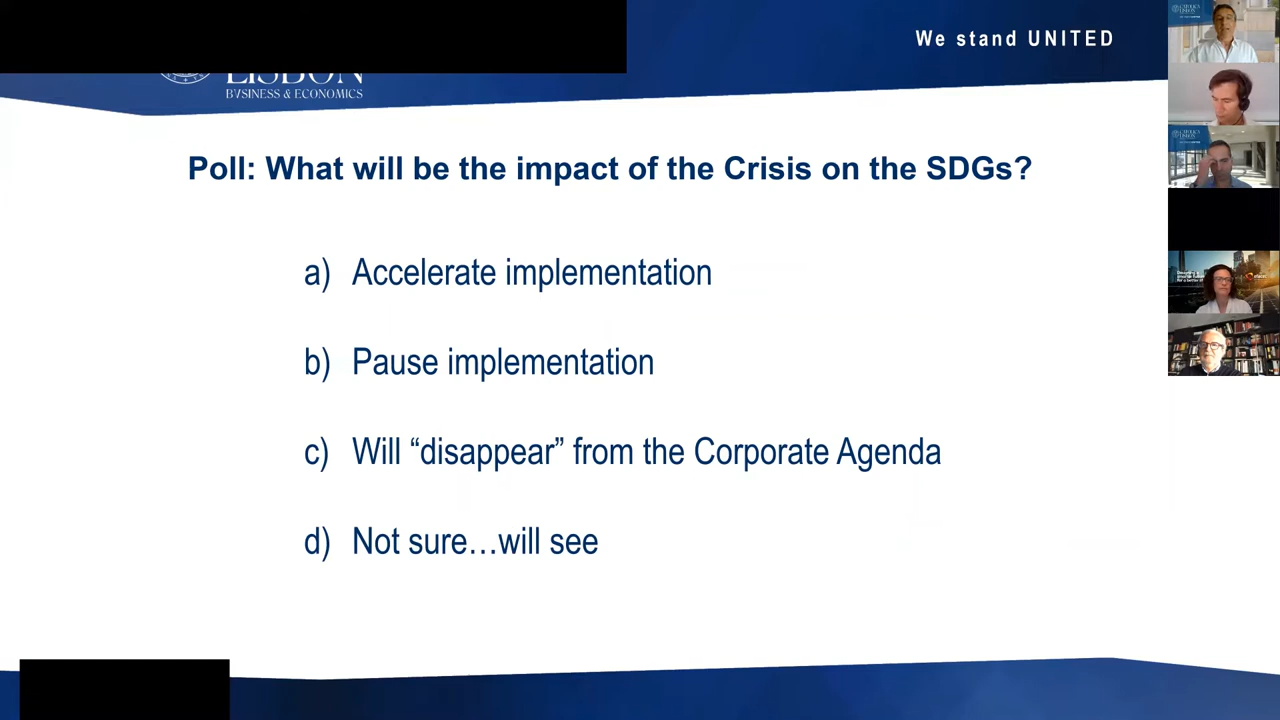 We stand UNITED
LISBON
BUSINESS & ECONOMICS
Poll: What will be the impact of the Crisis on the SDGs?
a) Accelerate implementation
b) Pause implementation
c) Will “disappear” from the Corporate Agenda
d) Not sure…will see